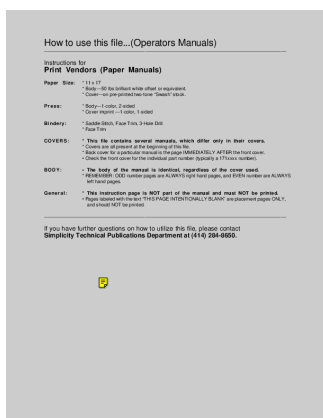 How to use this file...(Operators Manuals)
Instructions for
Print Vendors (Paper Manuals)
Paper Size: * 11 x 17
* Body—50 lbs brilliant white offset or equivalent
* Cover—on pre-printed two-tone "Swash" stock.
Press: * Body—1-color, 2-sided
* Cover imprint—1-color, 1-sided
Bindery: * Saddle Stitch, Face Trim, 3-Hole Drill
* Face Trim
COVERS: * This file contains several manuals, which differ only in their covers.
* Covers are all present at the beginning of this file.
* Back cover for a particular manual is the page IMMEDIATELY AFTER the front cover.
* Check the front cover for the individual part number (typically a 171xxxx number).
BODY: - The body of the manual is identical, regardless of the cover used.
* REMEMBER: ODD number pages are ALWAYS right hand pages, and EVEN number are ALWAYS
left hand pages.
General: * This instruction page is NOT part of the manual and must NOT be printed.
* Pages labeled with the text "THIS PAGE INTENTIONALLY BLANK" are placement pages ONLY,
and should NOT be printed
If you have further questions on how to utilize this file, please contact
Simplicity Technical Publications Department at (414) 284-8650.